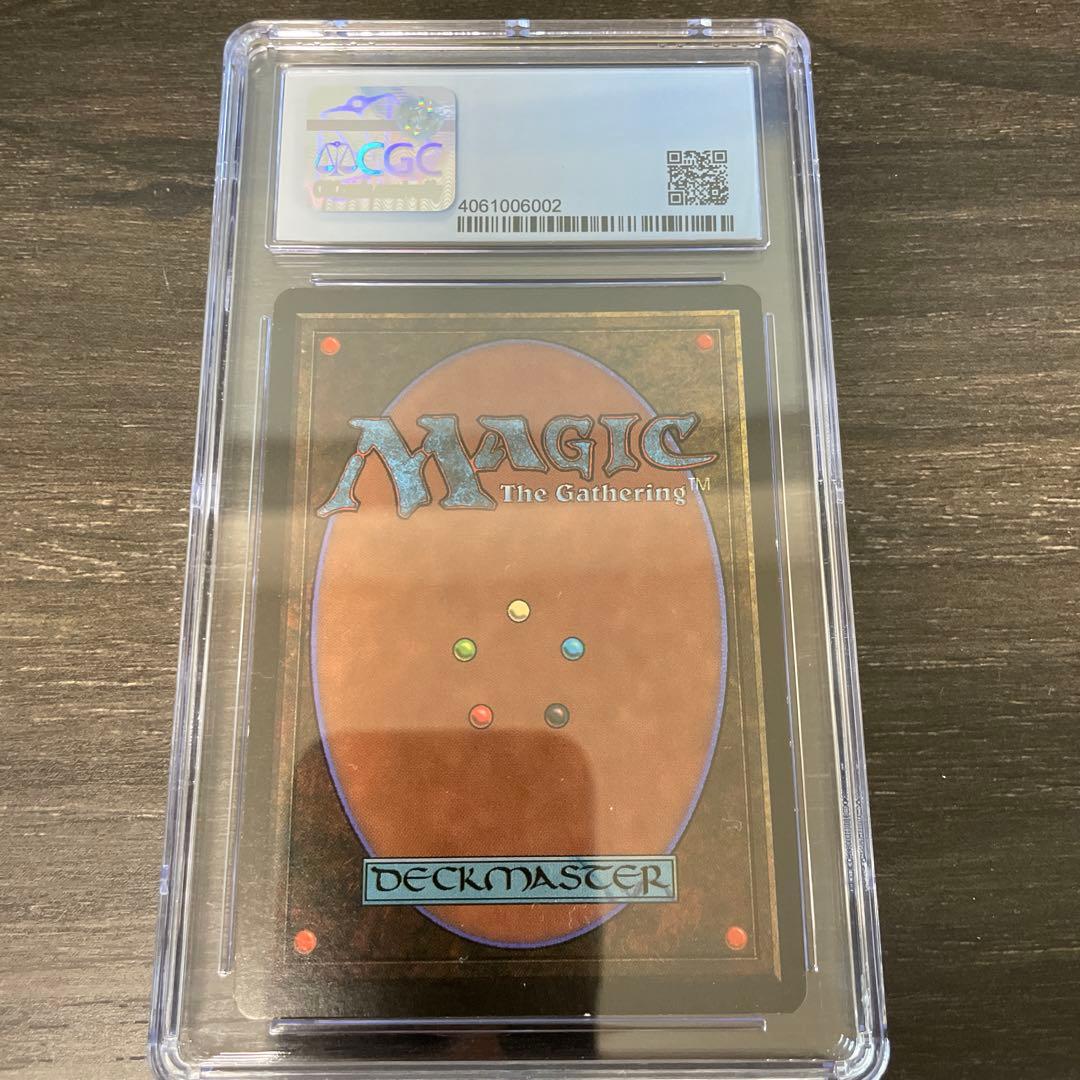 CGC
4061006002
MAGIC
The Gathering™
DECKMASTER